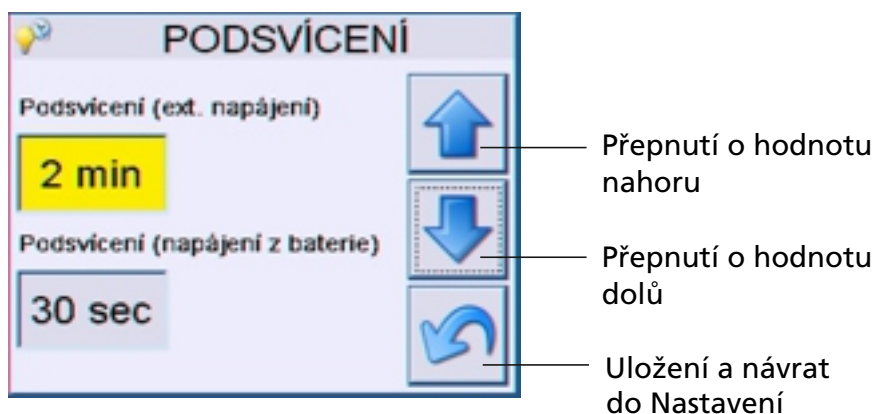 PODSVÍCENÍ
Podsvícení (ext. napájení)
2 min
Podsvícení (napájení z baterie)
30 sec
Přepnutí o hodnotu
nahoru
Přepnutí o hodnotu
dolů
Uložení a návrat
do Nastavení